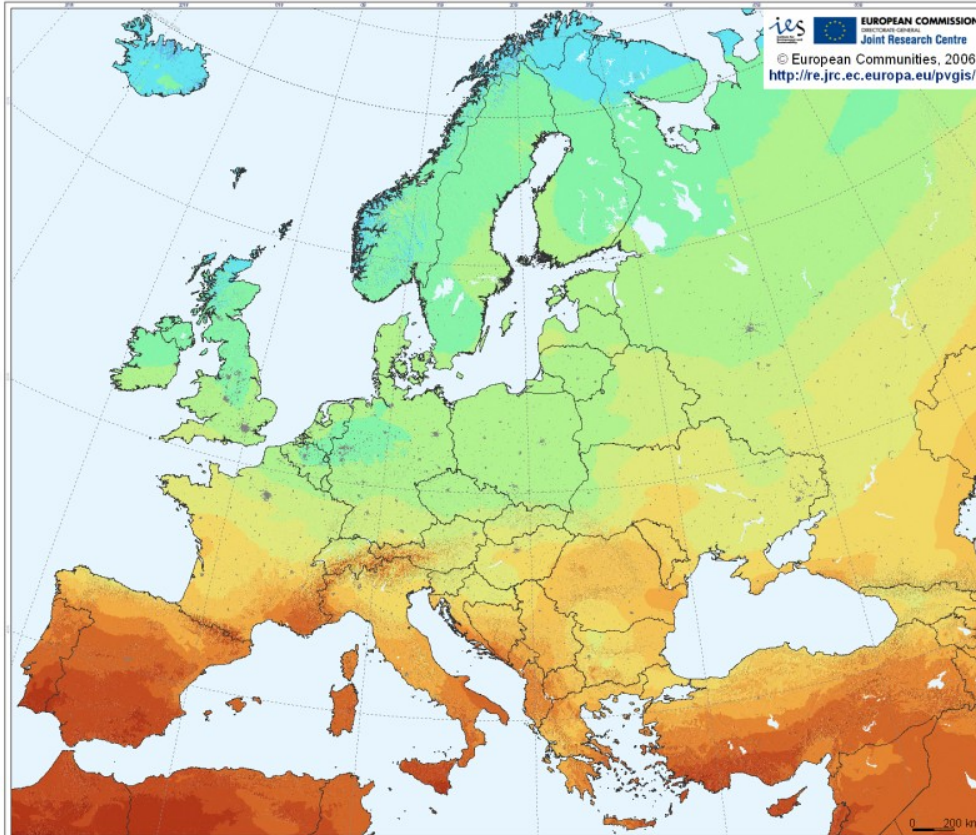 ies
EUROPEAN COMMISSION
DIRECTORATE-GENERAL
Joint Research Centre
© European Communities, 2006
http://re.jrc.ec.europa.eu/pvgis/
0 200 km